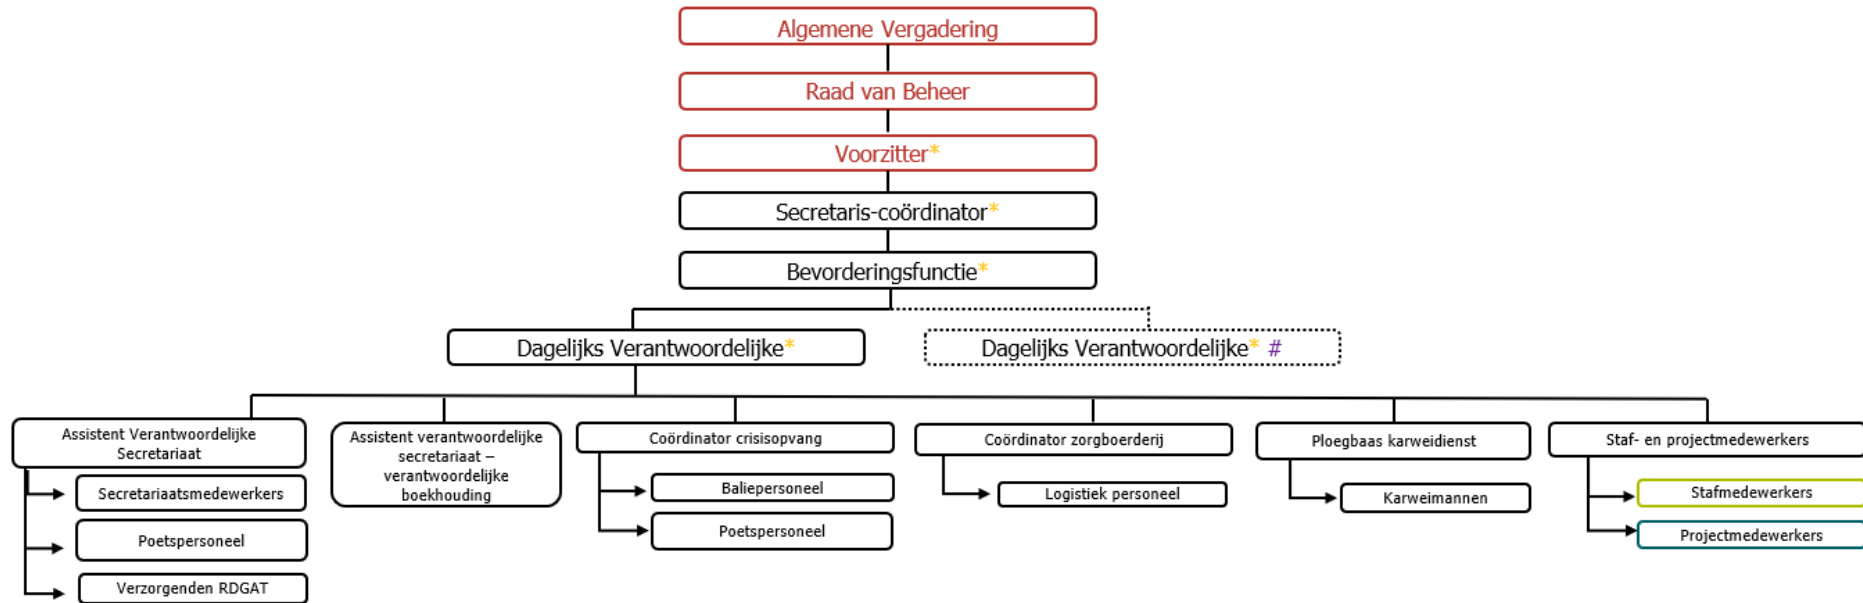 Algemene Vergadering
Raad van Beheer
Voorzitter*
Secretaris-coördinator*
Bevorderingsfunctie*
Dagelijks Verantwoordelijke*
Dagelijks Verantwoordelijke* #
Assistent Verantwoordelijke
Secretariaat
Secretariaatsmedewerkers
Poetspersoneel
Verzorgenden RDGAT
Assistent verantwoordelijke
secretariaat –
verantwoordelijke
boekhouding
Coördinator crisisopvang
Baliepersoneel
Poetspersoneel
Coördinator zorgboerderij
Logistiek personeel
Ploegbaas karweidienst
Karweimannen
Staf- en projectmedewerkers
Stafmedewerkers
Projectmedewerkers